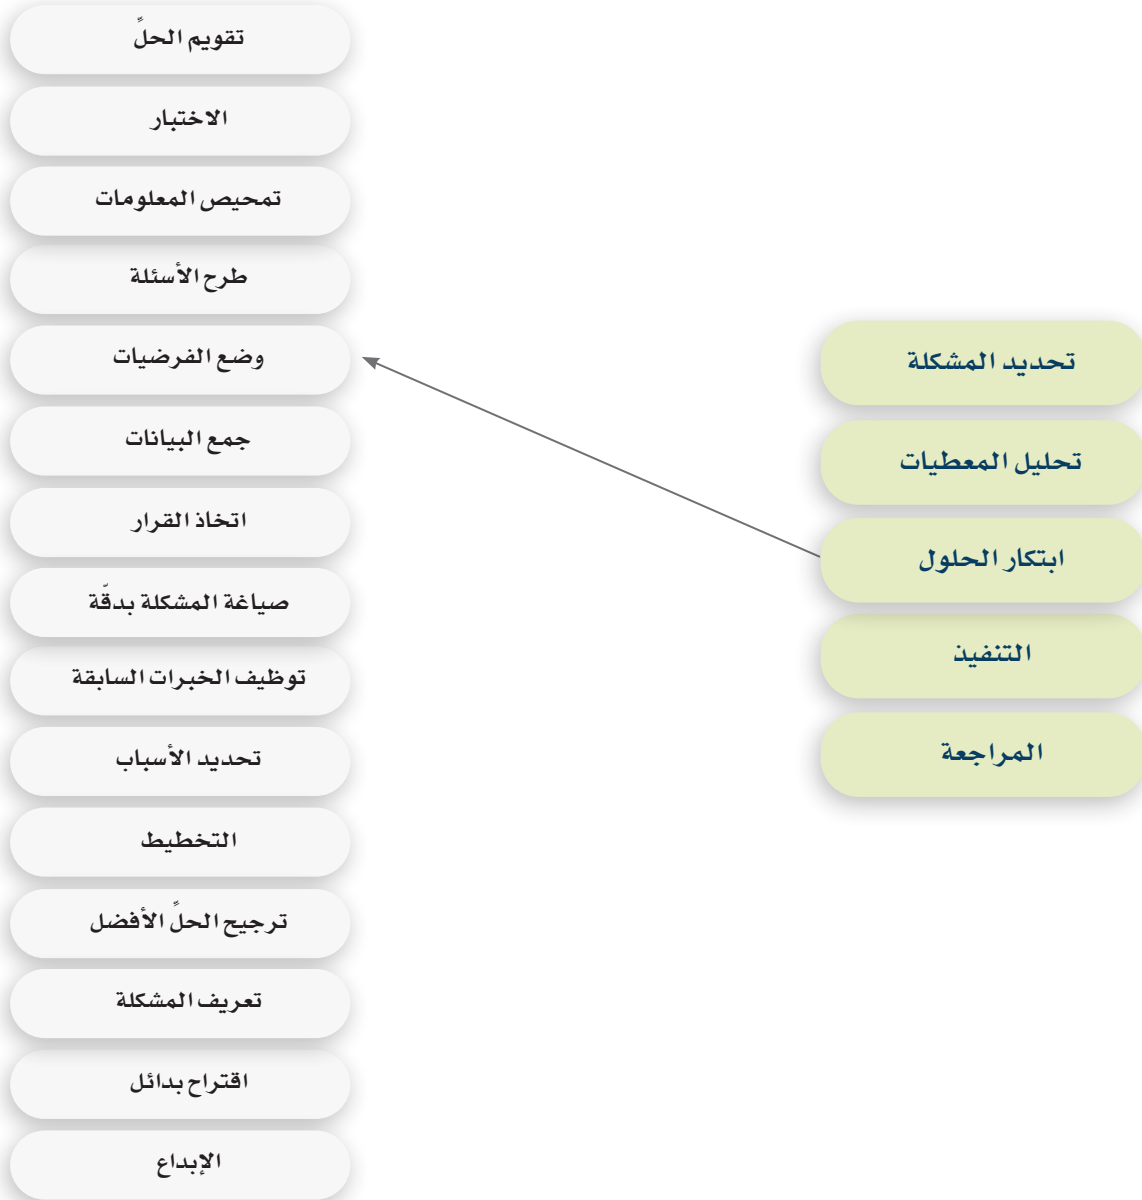 تحديد المشكلة
تحليل المعطيات
ابتكار الحلول
التنفيذ
المراجعة
تقويم الحلِّ
الاختبار
تمحيص المعلومات
طرح الأسئلة
وضع الفرضيات
جمع البيانات
اتخاذ القرار
صياغة المشكلة بدقّة
توظيف الخبرات السابقة
تحديد الأسباب
التخطيط
ترجيح الحلِّ الأفضل
تعريف المشكلة
اقتراح بدائل
الإبداع